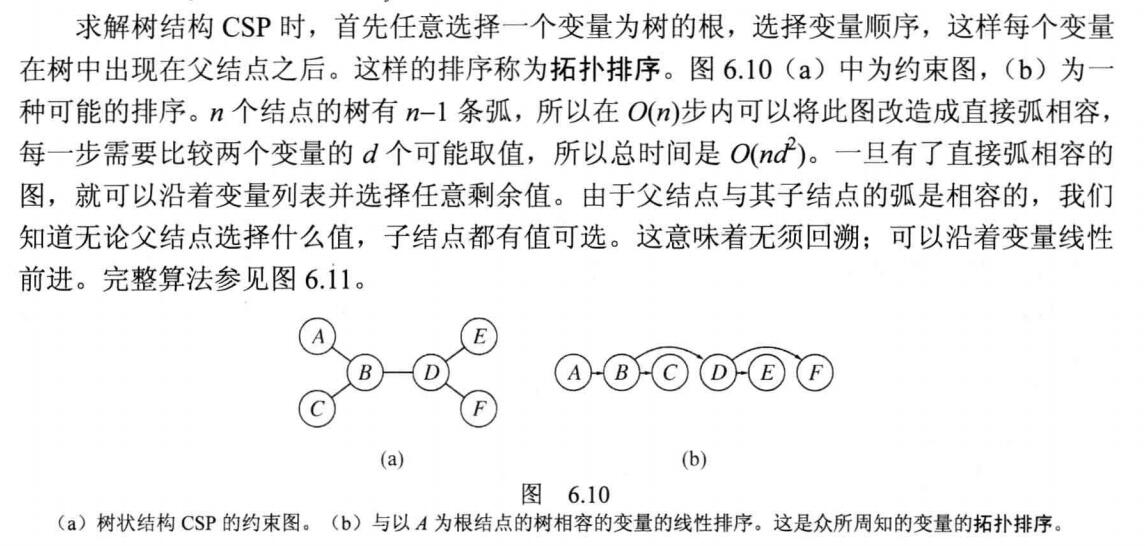 求解树结构 CSP 时，首先任意选择一个变量为树的根，选择变量顺序，这样每个变量
在树中出现在父结点之后。这样的排序称为拓扑排序。图 6.10（a）中为约束图，（b）为一
种可能的排序。n 个结点的树有 n–1 条弧，所以在 O(n)步内可以将此图改造成直接弧相容，
每一步需要比较两个变量的 d 个可能取值，所以总时间是 O(nd²)。一旦有了直接弧相容的
图，就可以沿着变量列表并选择任意剩余值。由于父结点与其子结点的弧是相容的，我们
知道无论父结点选择什么值，子结点都有值可选。这意味着无须回溯；可以沿着变量线性
前进。完整算法参见图 6.11。
A E
B D A B C D E F
C F
(a) (b)
图 6.10
（a）树状结构 CSP 的约束图。（b）与以 A 为根结点的树相容的变量的线性排序。这是众所周知的变量的拓扑排序。